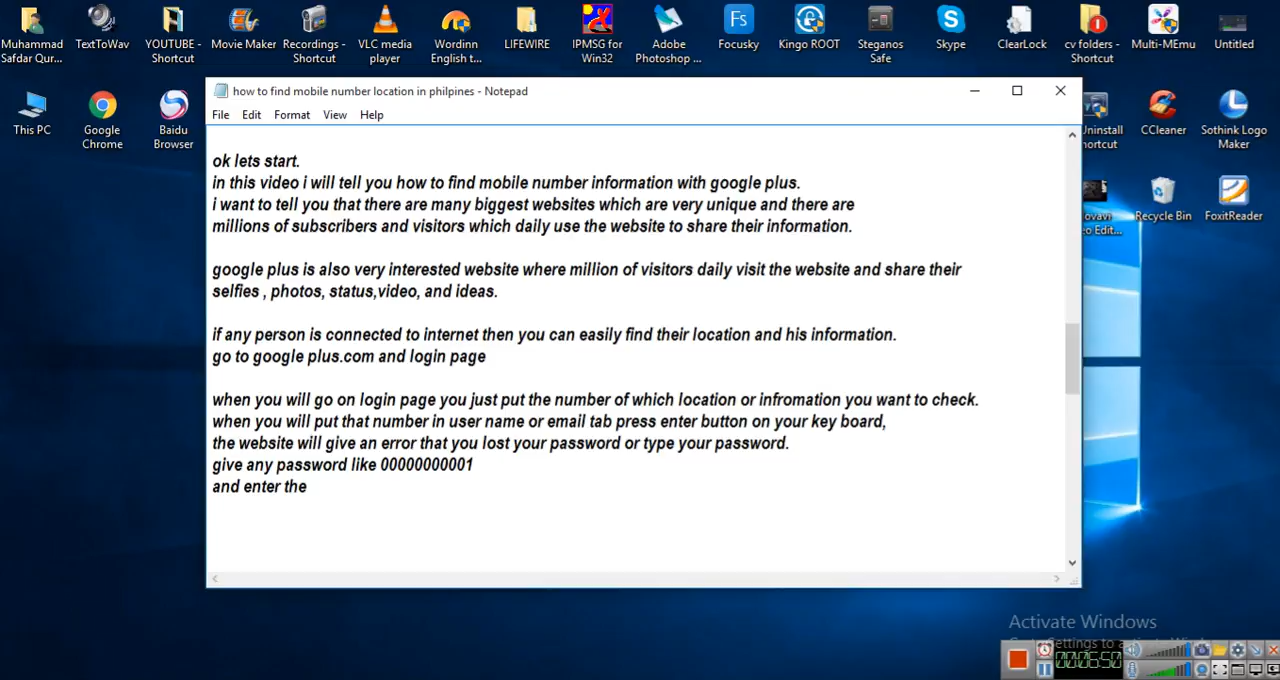 Muhammad Safdar Qur...
TextToWav
YOUTUBE - Shortcut
Movie Maker
Recordings - Shortcut
VLC media player
Wordinn English t...
LIFEWIRE
IPMSG for Win32
Adobe Photoshop ...
Fs
Focusky
Kingo ROOT
Steganos Safe
Skype
ClearLock
cv folders - Shortcut
Multi-MEmu
Untitled
This PC
Google Chrome
Baidu Browser
CCleaner
Sothink Logo Maker
Recycle Bin
FoxitReader
how to find mobile number location in philpines - Notepad
File Edit Format View Help
ok lets start.
in this video i will tell you how to find mobile number information with google plus.
i want to tell you that there are many biggest websites which are very unique and there are
millions of subscribers and visitors which daily use the website to share their information.
google plus is also very interested website where million of visitors daily visit the website and share their
selfies , photos, status,video, and ideas.
if any person is connected to internet then you can easily find their location and his information.
go to google plus.com and login page
when you will go on login page you just put the number of which location or infromation you want to check.
when you will put that number in user name or email tab press enter button on your key board,
the website will give an error that you lost your password or type your password.
give any password like 00000000001
and enter the
Activate Windows